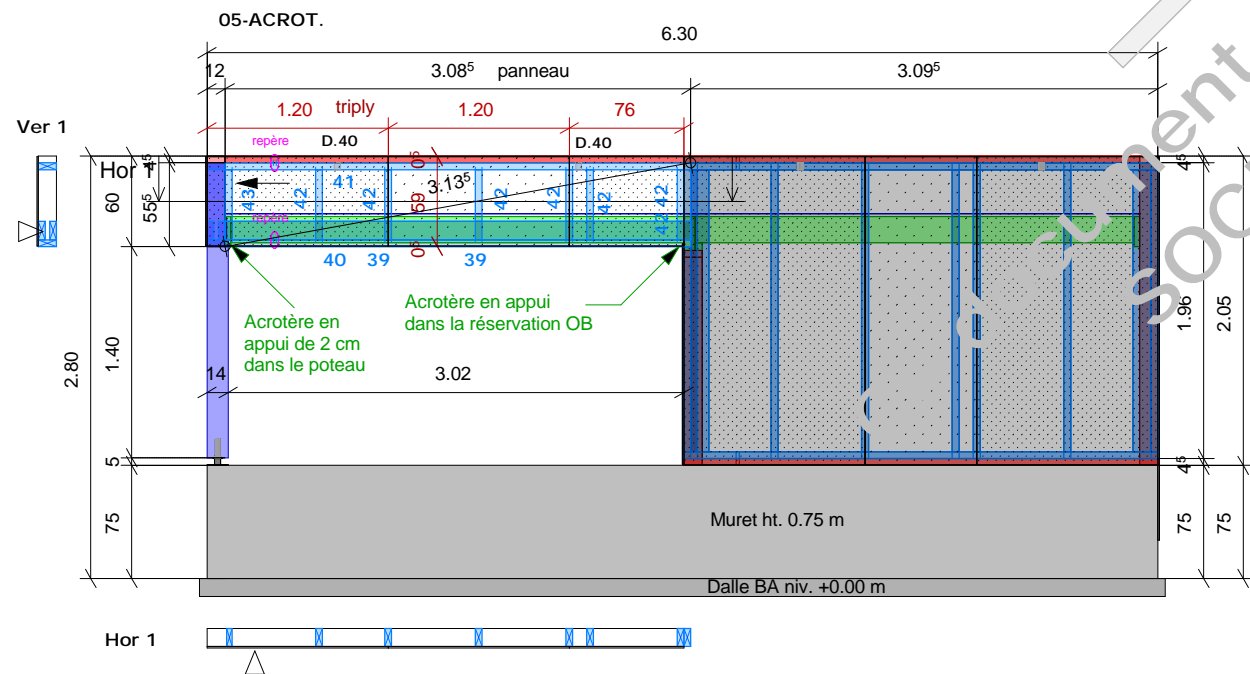 05-ACROT.
6.30
12
3.08⁵ panneau
3.09⁵
1.20 triply
1.20
76
Ver 1
repère
D.40
D.40
Hor 1
4⁵
4⁵
60
55⁵
43
42
41
42
0⁵
59
0⁵
3.13⁵
42
42
42
42
42
42
repère
40
39
39
Acrotère en
appui de 2 cm
dans le poteau
Acrotère en appui
dans la réservation OB
14
3.02
2.80
1.40
5
75
1.96
2.05
4⁵
75
75
Muret ht. 0.75 m
Dalle BA niv. +0.00 m
Hor 1